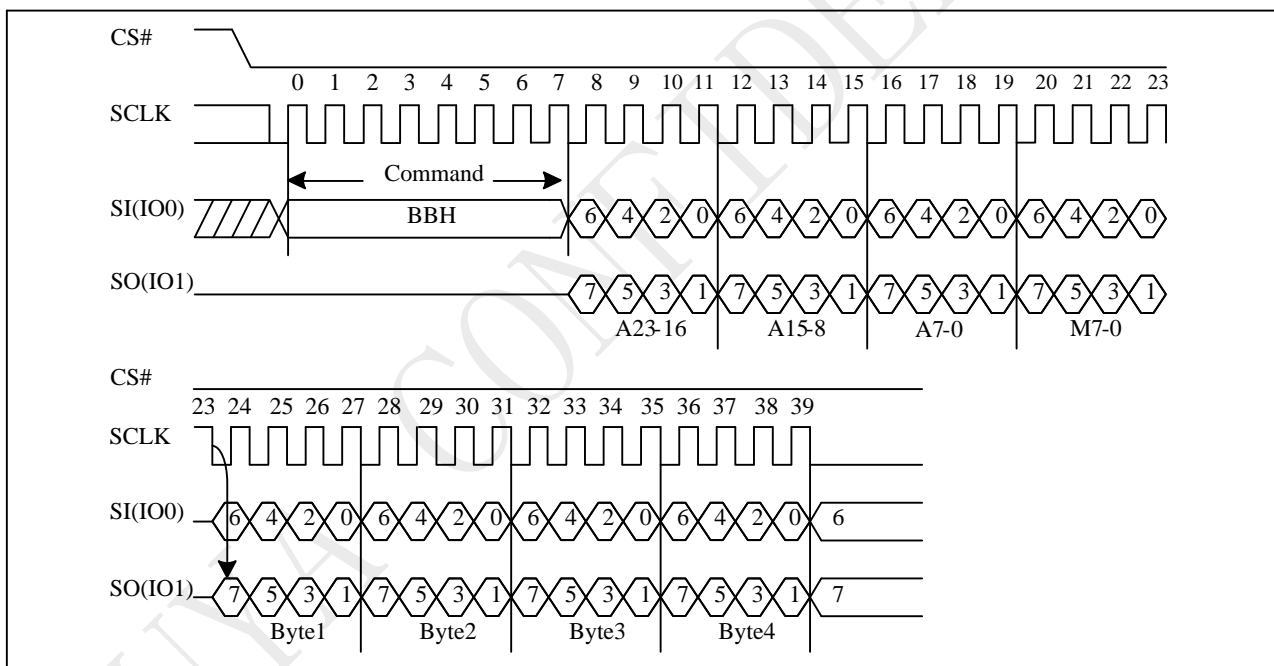 CS#
0 1 2 3 4 5 6 7 8 9 10 11 12 13 14 15 16 17 18 19 20 21 22 23
SCLK
Command
SI(IO0) BBH 6 4 2 0 6 4 2 0 6 4 2 0 6 4 2 0
SO(IO1) 7 5 3 1 7 5 3 1 7 5 3 1 7 5 3 1
A23-16 A15-8 A7-0 M7-0
CS#
23 24 25 26 27 28 29 30 31 32 33 34 35 36 37 38 39
SCLK
SI(IO0) 6 4 2 0 6 4 2 0 6 4 2 0 6 4 2 0 6
SO(IO1) 7 5 3 1 7 5 3 1 7 5 3 1 7 5 3 1 7
Byte1 Byte2 Byte3 Byte4